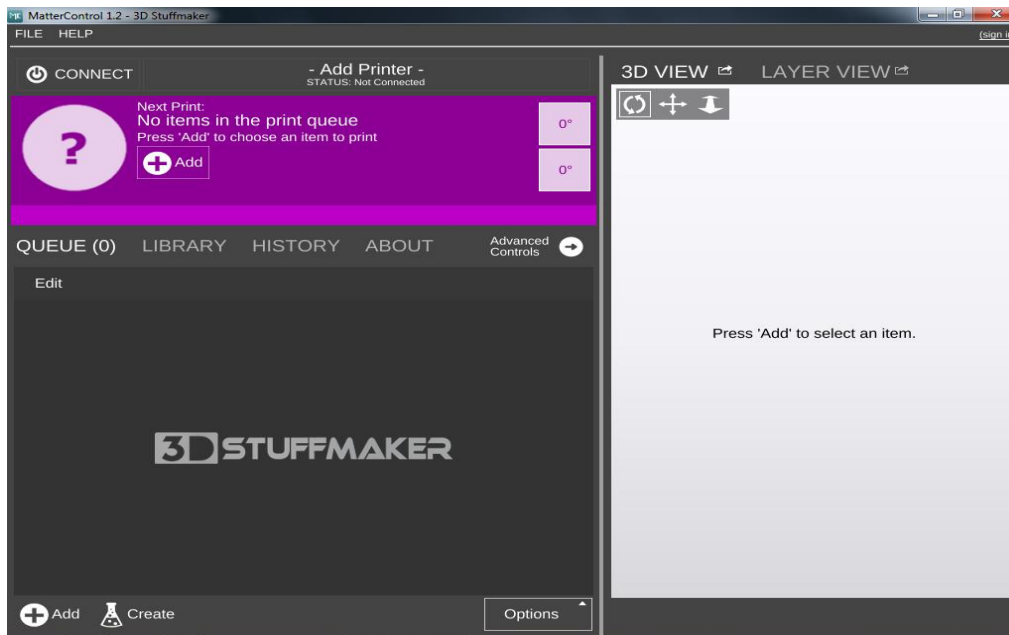 MatterControl 1.2 - 3D Stuffmaker
FILE HELP
(sign i
CONNECT
- Add Printer -
STATUS: Not Connected
3D VIEW LAYER VIEW
?
Next Print:
No items in the print queue
Press 'Add' to choose an item to print
Add
0°
0°
QUEUE (0) LIBRARY HISTORY ABOUT
Advanced
Controls
Edit
Press 'Add' to select an item.
3DSTUFFMAKER
Add Create Options